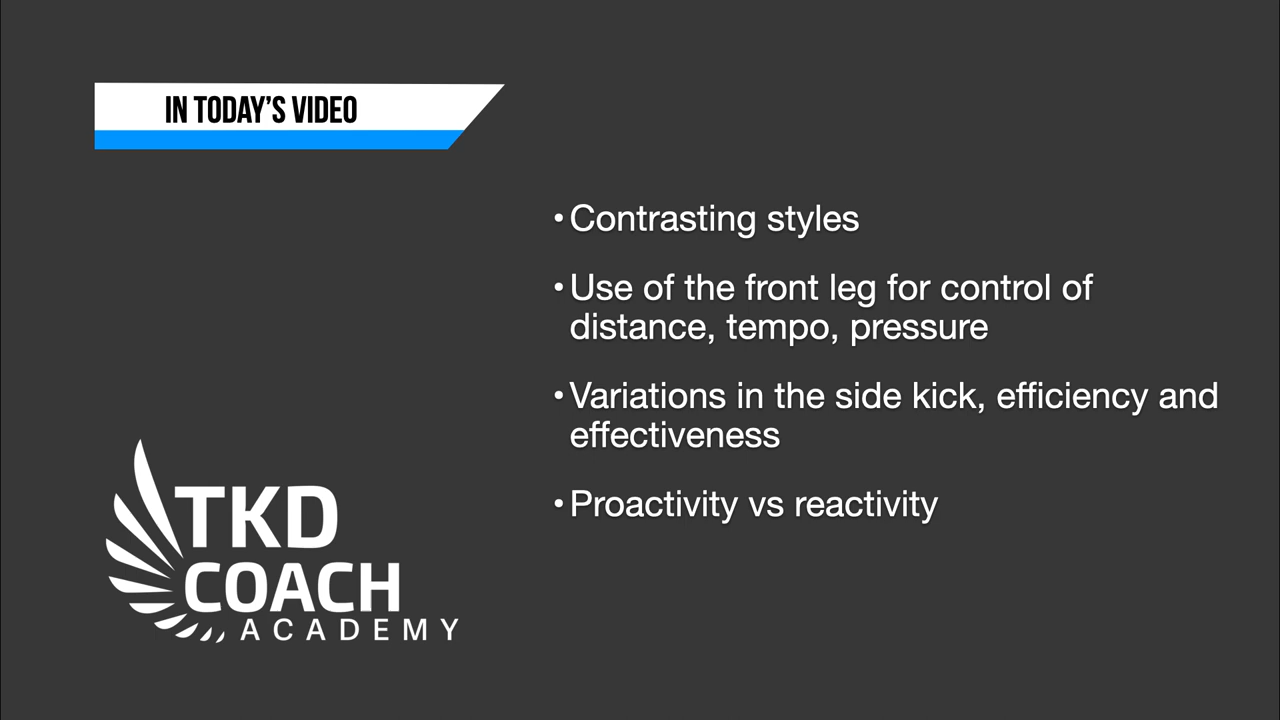 IN TODAY'S VIDEO
•Contrasting styles
•Use of the front leg for control of
distance, tempo, pressure
•Variations in the side kick, efficiency and
effectiveness
•Proactivity vs reactivity
TKD
COACH
ACADEMY